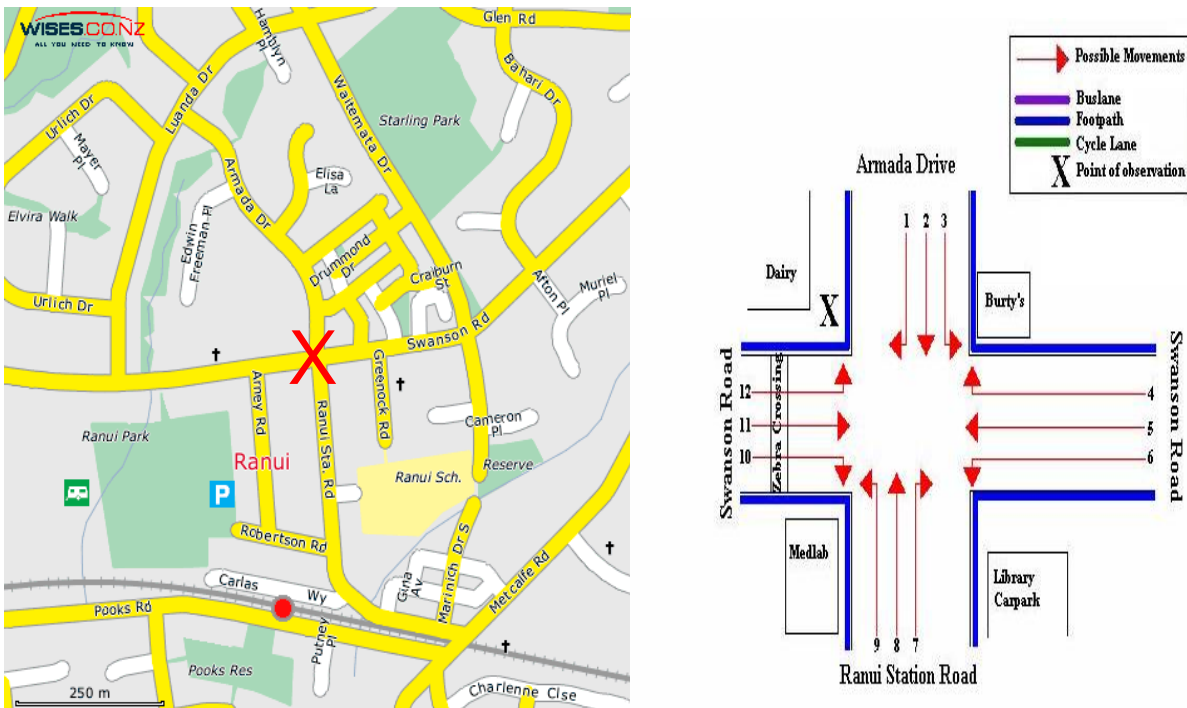 WISES.CO.NZ
ALL YOU NEED TO KNOW
Hamblyn Pl
Glen Rd
Luanda Dr
Waitemata Dr
Bahari Dr
Urlich Dr
Mayer Pl
Starling Park
Armada Dr
Elisa La
Elvira Walk
Edwin Freeman Pl
Drummond Dr
Craiburn St
Afton Pl
Muriel Pl
Urlich Dr
Swanson Rd
X
Arney Rd
Ranui Sta. Rd
Greenock Rd
Cameron Pl
Ranui Park
Ranui
Ranui Sch.
Reserve
P
Robertson Rd
Marinich Dr S
Metcalfe Rd
Gina Av
Carlas Wy
Pooks Rd
Putney Pl
Pooks Res
250 m
Charlenne Clse
Possible Movements
Buslane
Footpath
Cycle Lane
X Point of observation
Armada Drive
1 2 3
Dairy
Burty's
X
Swanson Road
Zebra Crossing
12
11
10
4
5
6
Swanson Road
Medlab
Library
Carpark
9 8 7
Ranui Station Road